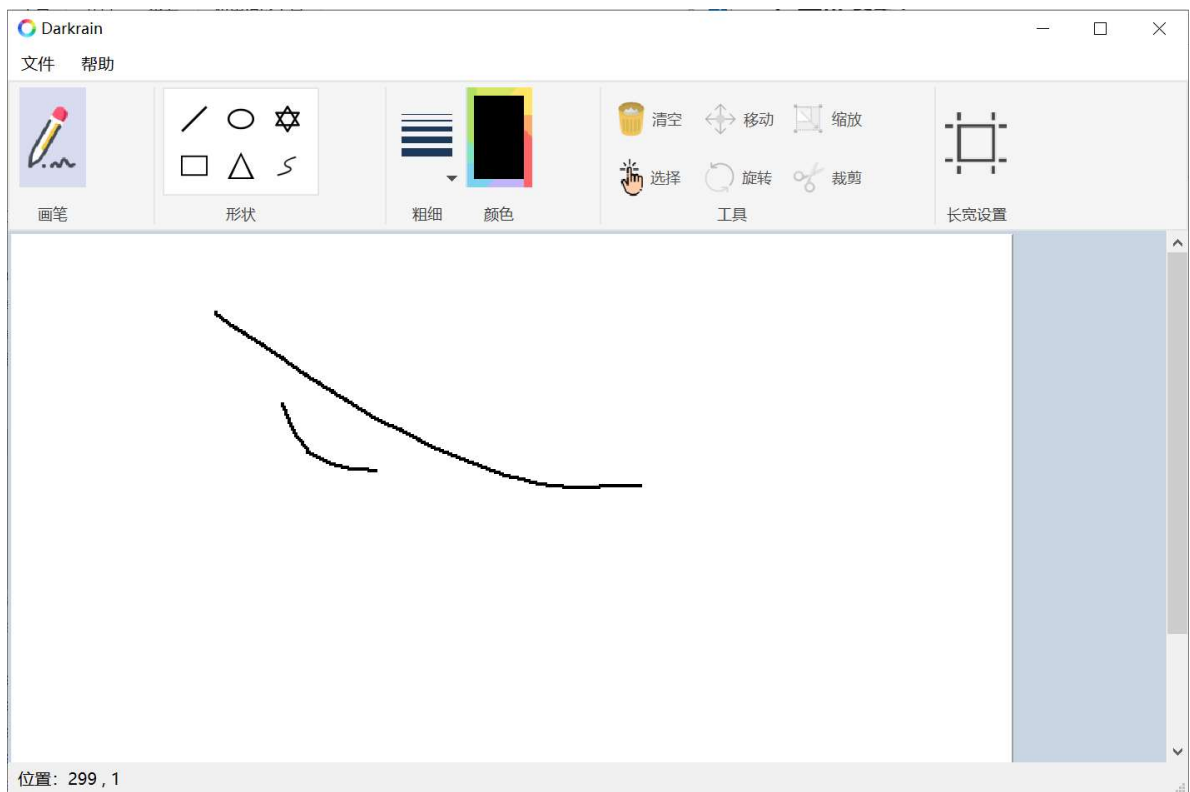 Darkrain
文件 帮助
清空 移动 缩放
选择 旋转 裁剪
画笔 形状 粗细 颜色 工具 长宽设置
位置：299 , 1